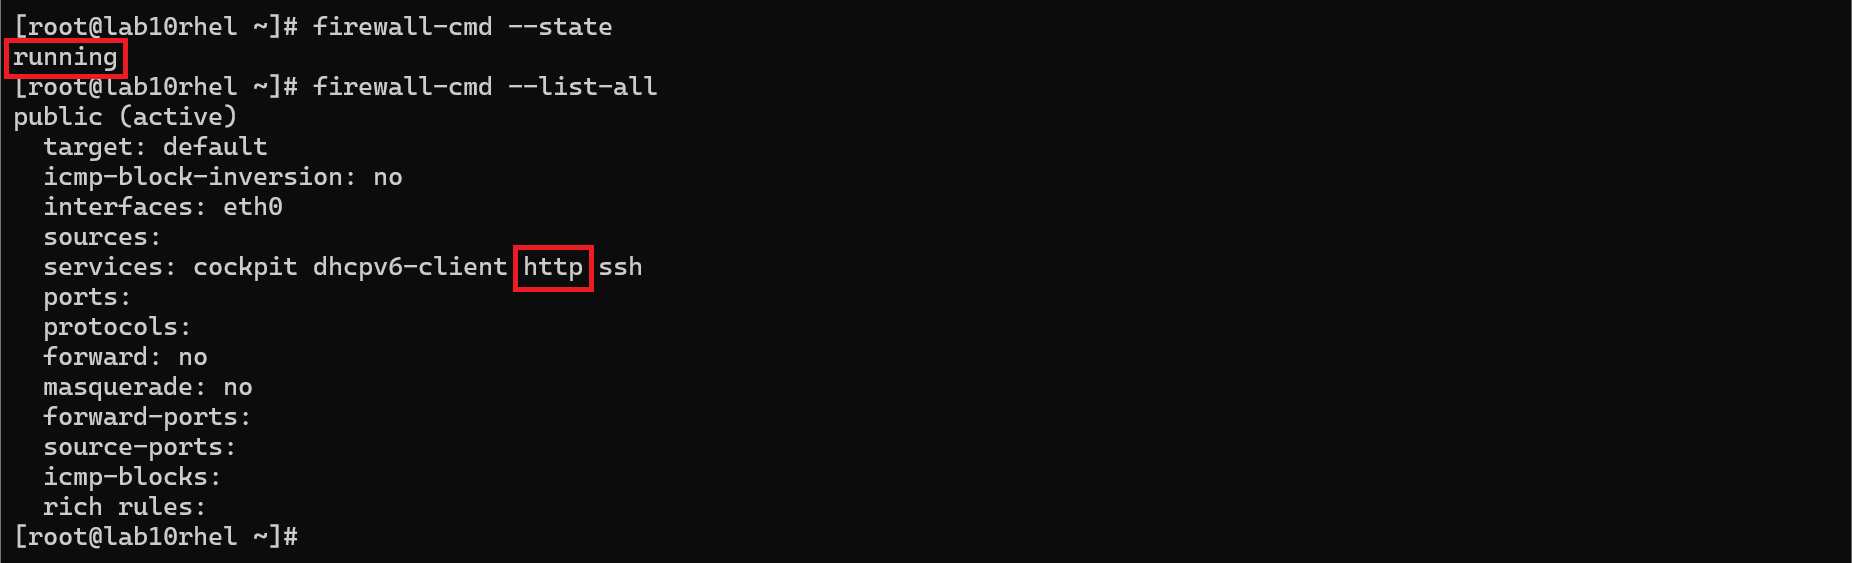 [root@lab10rhel ~]# firewall-cmd --state
running
[root@lab10rhel ~]# firewall-cmd --list-all
public (active)
  target: default
  icmp-block-inversion: no
  interfaces: eth0
  sources:
  services: cockpit dhcpv6-client http ssh
  ports:
  protocols:
  forward: no
  masquerade: no
  forward-ports:
  source-ports:
  icmp-blocks:
  rich rules:
[root@lab10rhel ~]#